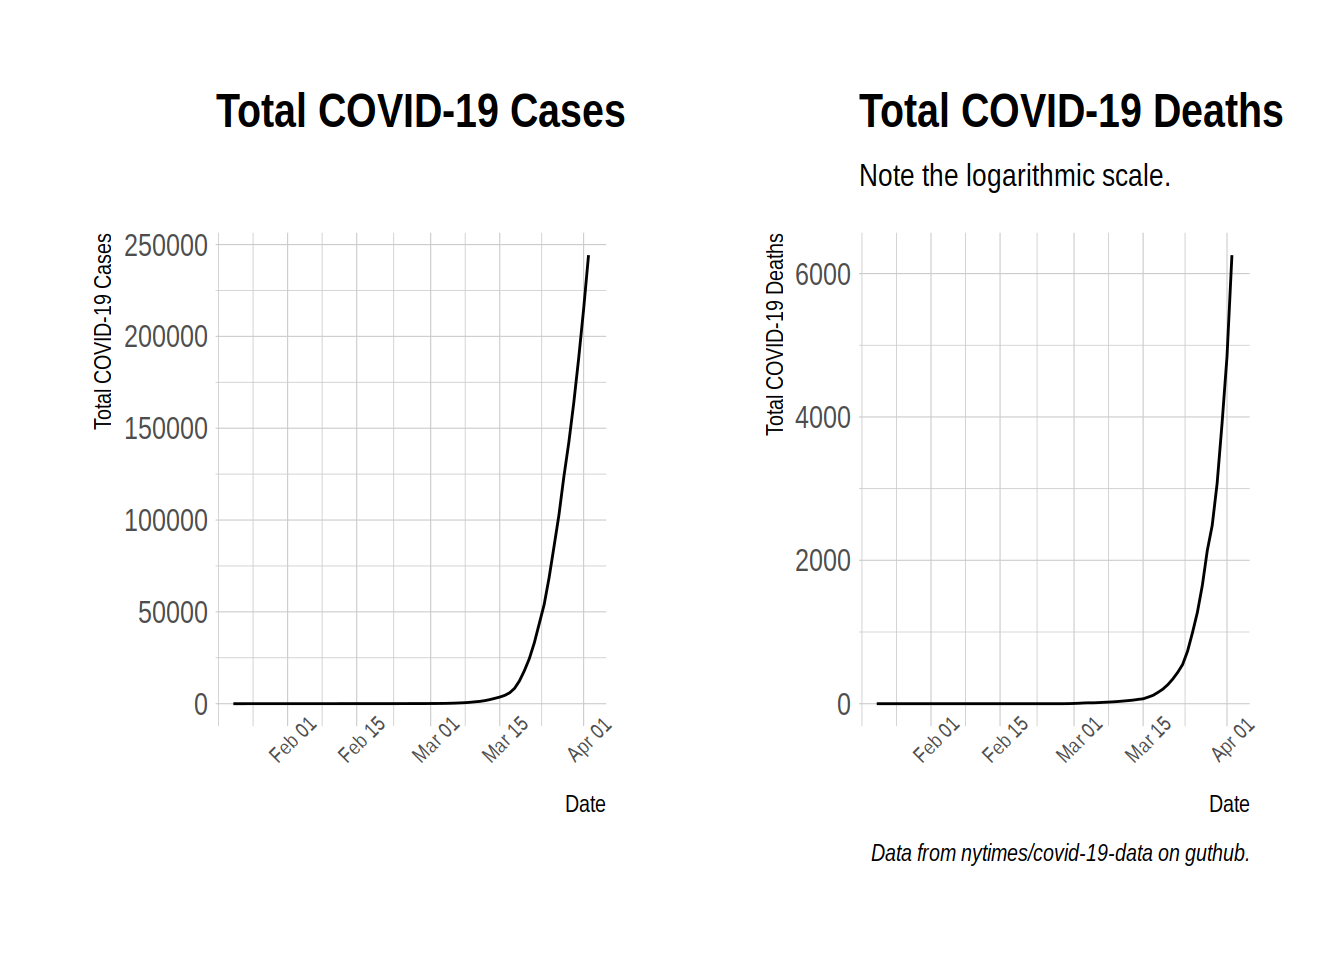 Total COVID-19 Cases
Total COVID-19 Cases
250000
200000
150000
100000
50000
0
Feb 01
Feb 15
Mar 01
Mar 15
Apr 01
Date
Total COVID-19 Deaths
Note the logarithmic scale.
Total COVID-19 Deaths
6000
4000
2000
0
Feb 01
Feb 15
Mar 01
Mar 15
Apr 01
Date
Data from nytimes/covid-19-data on guthub.